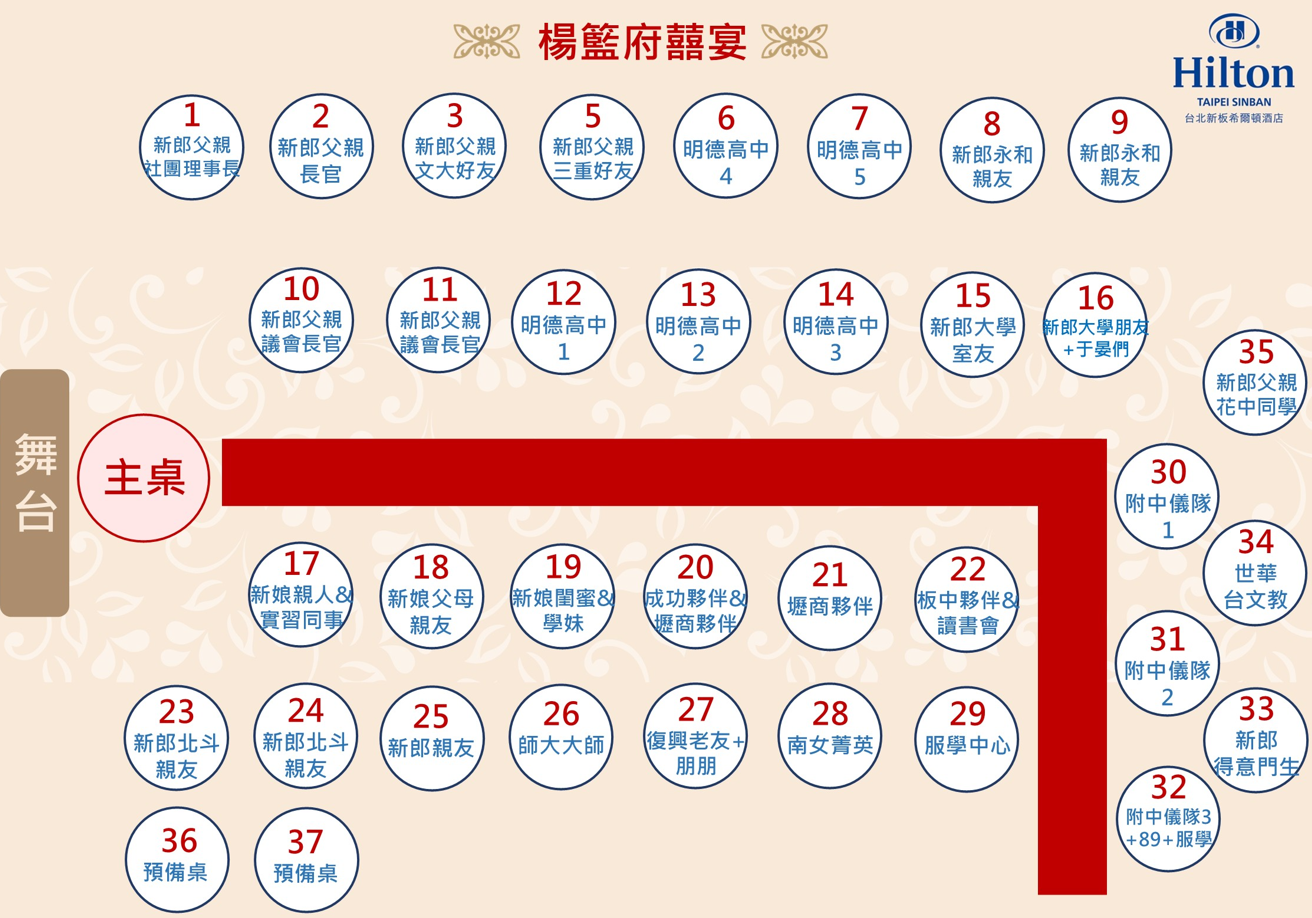 楊籃府囍宴
Hilton
TAIPEI SINBAN
台北新板希爾頓酒店
1
新郎父親
社團理事長
2
新郎父親
長官
3
新郎父親
文大好友
5
新郎父親
三重好友
6
明德高中
4
7
明德高中
5
8
新郎永和
親友
9
新郎永和
親友
10
新郎父親
議會長官
11
新郎父親
議會長官
12
明德高中
1
13
明德高中
2
14
明德高中
3
15
新郎大學
室友
16
新郎大學朋友
+于晏們
35
新郎父親
花中同學
舞台
主桌
30
附中儀隊
1
34
世華
台文教
17
新娘親人&
實習同事
18
新娘父母
親友
19
新娘閨蜜&
學妹
20
成功夥伴&
壢商夥伴
21
壢商夥伴
22
板中夥伴&
讀書會
31
附中儀隊
2
23
新郎北斗
親友
24
新郎北斗
親友
25
新郎親友
26
師大大師
27
復興老友+
朋朋
28
南女菁英
29
服學中心
33
新郎
得意門生
32
附中儀隊3
+89+服學
36
預備桌
37
預備桌